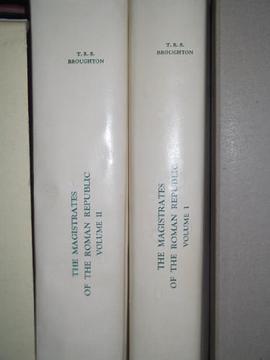 T. R. S.
BROUGHTON
THE MAGISTRATES
OF THE ROMAN REPUBLIC
VOLUME II
T. R. S.
BROUGHTON
THE MAGISTRATES
OF THE ROMAN REPUBLIC
VOLUME I